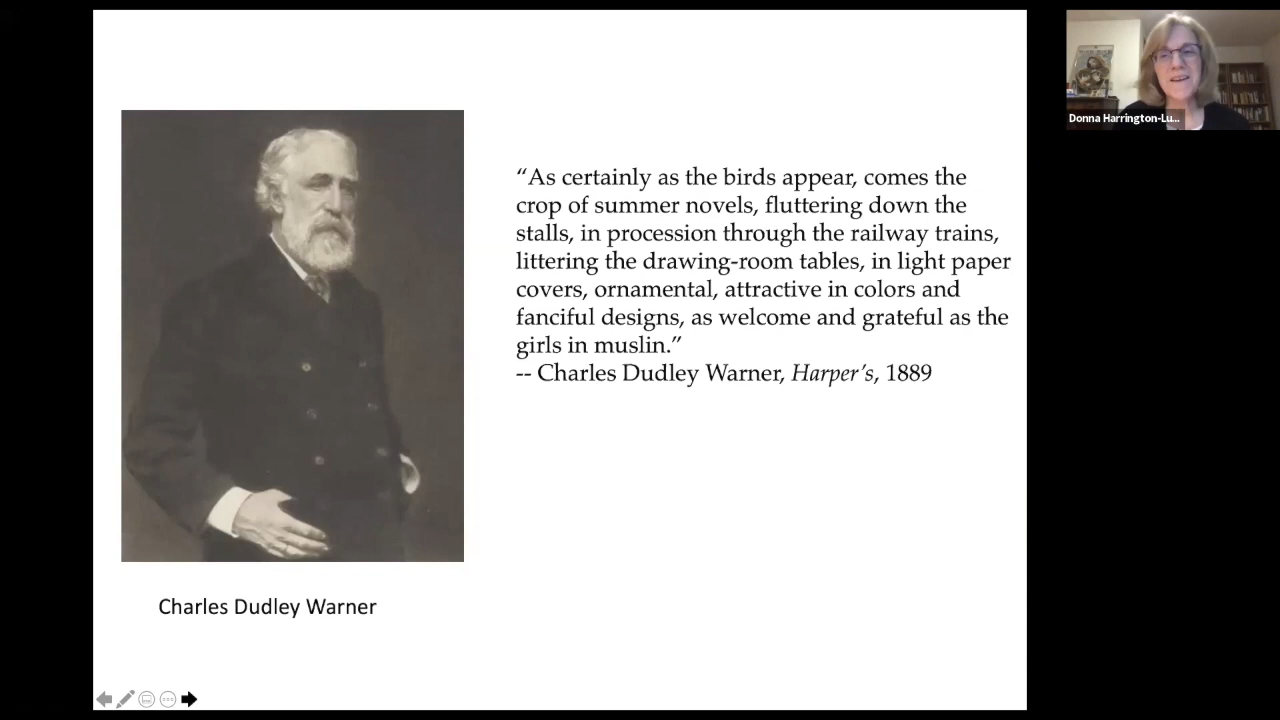 “As certainly as the birds appear, comes the
crop of summer novels, fluttering down the
stalls, in procession through the railway trains,
littering the drawing-room tables, in light paper
covers, ornamental, attractive in colors and
fanciful designs, as welcome and grateful as the
girls in muslin.”
-- Charles Dudley Warner, Harper’s, 1889
Charles Dudley Warner
Donna Harrington-Lu...